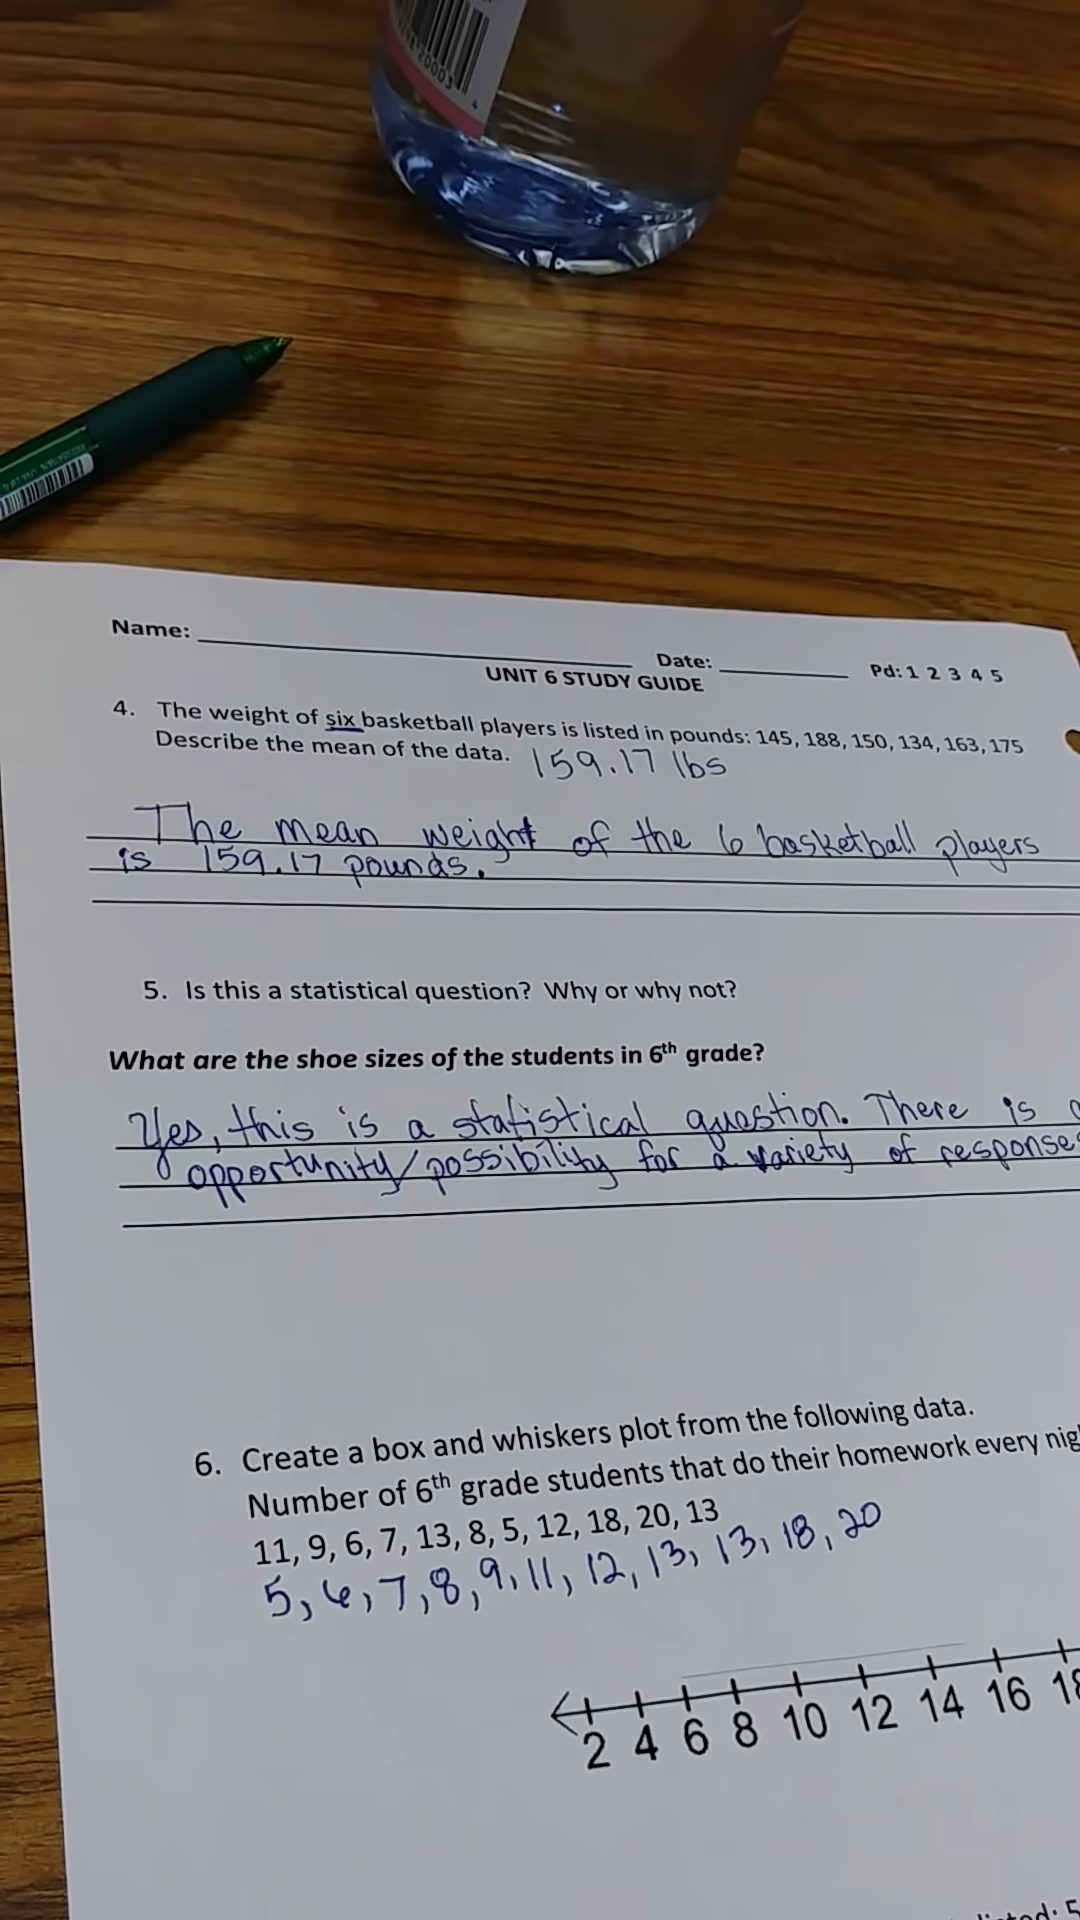 20003 4
Name: Date: Pd: 1 2 3 4 5
UNIT 6 STUDY GUIDE
4. The weight of six basketball players is listed in pounds: 145, 188, 150, 134, 163, 175
Describe the mean of the data. 159.17 lbs
The mean weight of the 6 basketball players
is 159.17 pounds.
5. Is this a statistical question? Why or why not?
What are the shoe sizes of the students in 6th grade?
Yes, this is a statistical question. There is
opportunity/possibility for a variety of response
6. Create a box and whiskers plot from the following data.
Number of 6th grade students that do their homework every nig
11, 9, 6, 7, 13, 8, 5, 12, 18, 20, 13
5, 6, 7, 8, 9, 11, 12, 13, 13, 18, 20
2 4 6 8 10 12 14 16 18